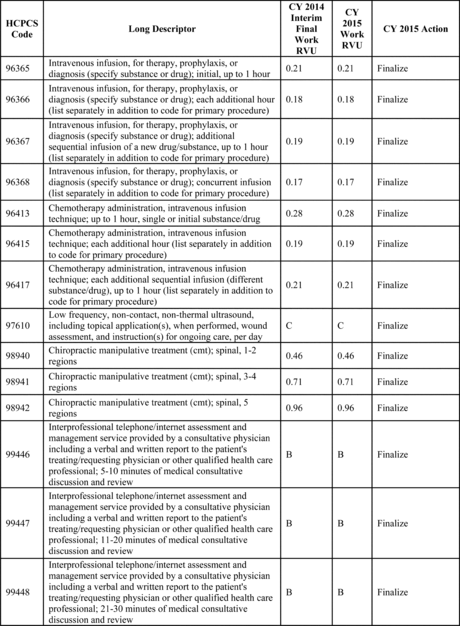 HCPCS Code Long Descriptor CY 2014 Interim Final Work RVU CY 2015 Work RVU CY 2015 Action
96365 Intravenous infusion, for therapy, prophylaxis, or
diagnosis (specify substance or drug); initial, up to 1 hour 0.21 0.21 Finalize
96366 Intravenous infusion, for therapy, prophylaxis, or
diagnosis (specify substance or drug); each additional hour
(list separately in addition to code for primary procedure) 0.18 0.18 Finalize
96367 Intravenous infusion, for therapy, prophylaxis, or
diagnosis (specify substance or drug); additional
sequential infusion of a new drug/substance, up to 1 hour
(list separately in addition to code for primary procedure) 0.19 0.19 Finalize
96368 Intravenous infusion, for therapy, prophylaxis, or
diagnosis (specify substance or drug); concurrent infusion
(list separately in addition to code for primary procedure) 0.17 0.17 Finalize
96413 Chemotherapy administration, intravenous infusion
technique; up to 1 hour, single or initial substance/drug 0.28 0.28 Finalize
96415 Chemotherapy administration, intravenous infusion
technique; each additional hour (list separately in addition
to code for primary procedure) 0.19 0.19 Finalize
96417 Chemotherapy administration, intravenous infusion
technique; each additional sequential infusion (different
substance/drug), up to 1 hour (list separately in addition to
code for primary procedure) 0.21 0.21 Finalize
97610 Low frequency, non-contact, non-thermal ultrasound,
including topical application(s), when performed, wound
assessment, and instruction(s) for ongoing care, per day C C Finalize
98940 Chiropractic manipulative treatment (cmt); spinal, 1-2
regions 0.46 0.46 Finalize
98941 Chiropractic manipulative treatment (cmt); spinal, 3-4
regions 0.71 0.71 Finalize
98942 Chiropractic manipulative treatment (cmt); spinal, 5
regions 0.96 0.96 Finalize
99446 Interprofessional telephone/internet assessment and
management service provided by a consultative physician
including a verbal and written report to the patient's
treating/requesting physician or other qualified health care
professional; 5-10 minutes of medical consultative
discussion and review B B Finalize
99447 Interprofessional telephone/internet assessment and
management service provided by a consultative physician
including a verbal and written report to the patient's
treating/requesting physician or other qualified health care
professional; 11-20 minutes of medical consultative
discussion and review B B Finalize
99448 Interprofessional telephone/internet assessment and
management service provided by a consultative physician
including a verbal and written report to the patient's
treating/requesting physician or other qualified health care
professional; 21-30 minutes of medical consultative
discussion and review B B Finalize